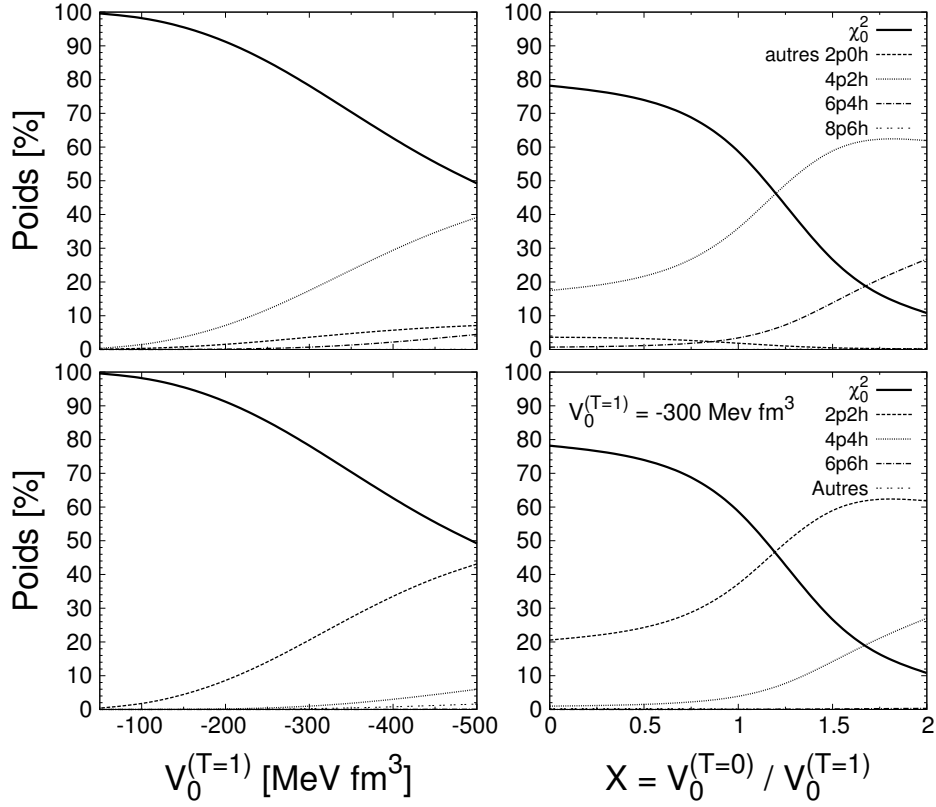 Poids [%]
100
90
80
70
60
50
40
30
20
10
0
100
90
80
70
60
50
40
30
20
10
0
χ₀²
autres 2p0h
4p2h
6p4h
8p6h
Poids [%]
100
90
80
70
60
50
40
30
20
10
0
-100 -200 -300 -400 -500
V₀^(T=1) [MeV fm³]
100
90
80
70
60
50
40
30
20
10
0
V₀^(T=1) = -300 Mev fm³
χ₀²
2p2h
4p4h
6p6h
Autres
0 0.5 1 1.5 2
X = V₀^(T=0) / V₀^(T=1)